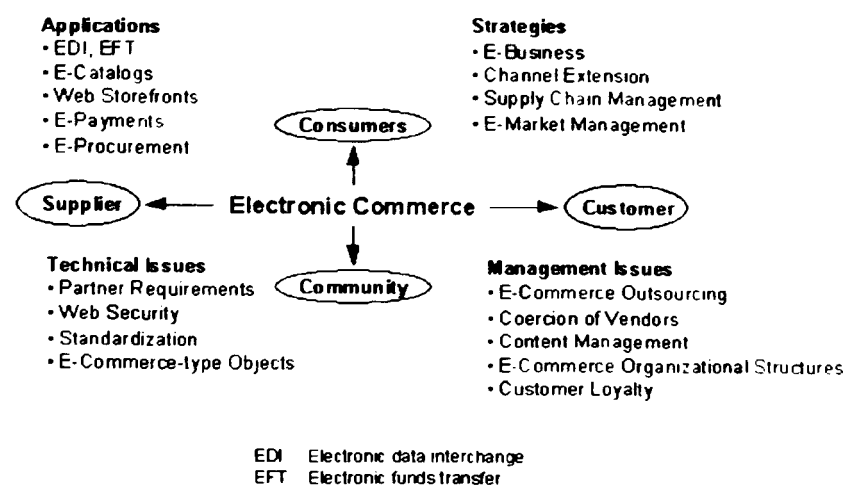 Applications
• EDI, EFT
• E-Catalogs
• Web Storefronts
• E-Payments
• E-Procurement
Strategies
• E-Business
• Channel Extension
• Supply Chain Management
• E-Market Management
Consumers
Supplier
Electronic Commerce
Customer
Community
Technical Issues
• Partner Requirements
• Web Security
• Standardization
• E-Commerce-type Objects
Management Issues
• E-Commerce Outsourcing
• Coercion of Vendors
• Content Management
• E-Commerce Organizational Structures
• Customer Loyalty
EDI Electronic data interchange
EFT Electronic funds transfer